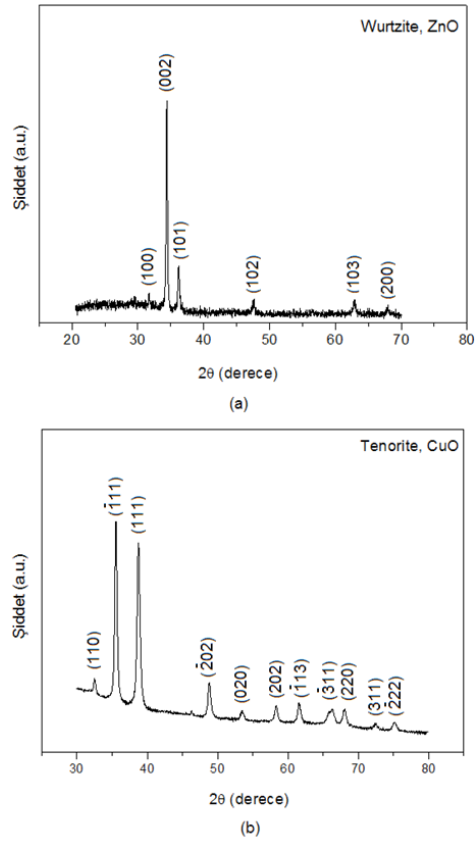 Wurtzite, ZnO
Şiddet (a.u.)
(100)
(002)
(101)
(102)
(103)
(200)
20 30 40 50 60 70
2θ (derece)
(a)
Tenorite, CuO
Şiddet (a.u.)
(110)
(1̄11)
(111)
(2̄02)
(020)
(202)
(1̄13)
(3̄11)
(220)
(311)
(2̄22)
30 40 50 60 70 80
2θ (derece)
(b)